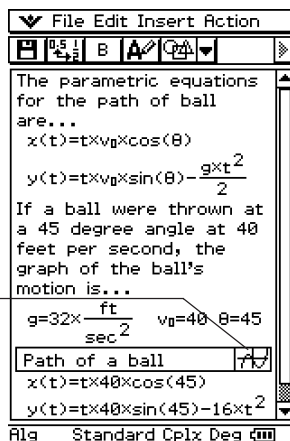 File Edit Insert Action
B
The parametric equations
for the path of ball
are...
x(t)=t×v₀×cos(θ)
y(t)=t×v₀×sin(θ)-g×t²/2
If a ball were thrown at
a 45 degree angle at 40
feet per second, the
graph of the ball's
motion is...
g=32×ft/sec² v₀=40 θ=45
Path of a ball
x(t)=t×40×cos(45)
y(t)=t×40×sin(45)-16×t²
Alg Standard Cplx Deg